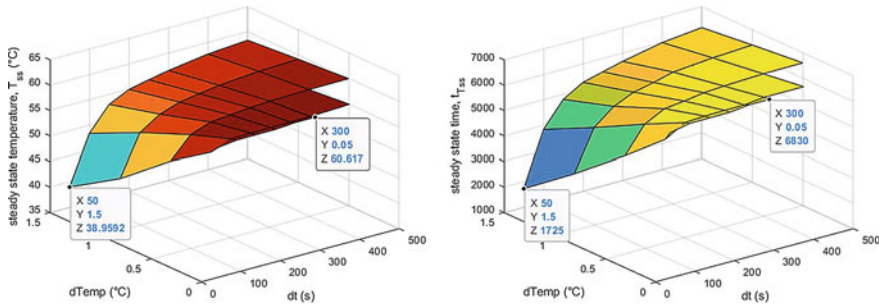 steady state temperature, T_ss (°C)
65
60
55
50
45
40
35
1.5
1
0.5
0
dTemp (°C)
0
100
200
300
400
500
dt (s)
X 300
Y 0.05
Z 60.617
X 50
Y 1.5
Z 38.9592
steady state time, t_Tss
7000
6000
5000
4000
3000
2000
1000
1.5
1
0.5
0
dTemp (°C)
0
100
200
300
400
500
dt (s)
X 300
Y 0.05
Z 6830
X 50
Y 1.5
Z 1725